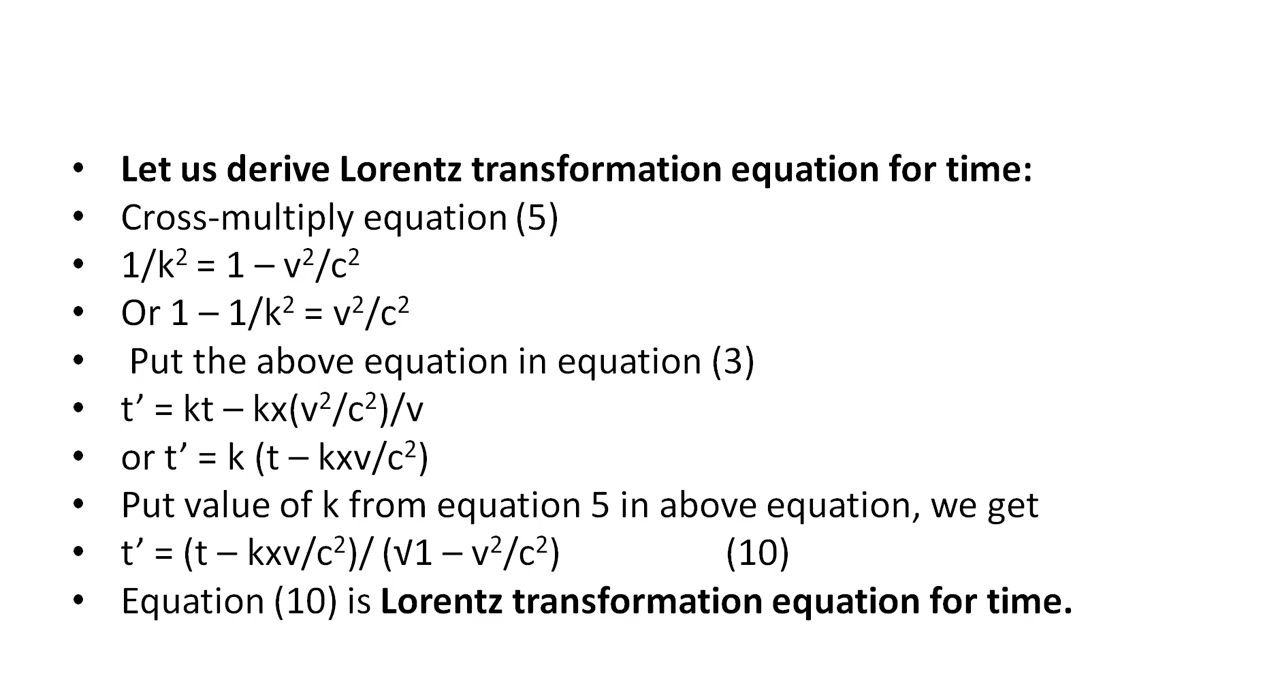 • Let us derive Lorentz transformation equation for time:
• Cross-multiply equation (5)
• 1/k² = 1 – v²/c²
• Or 1 – 1/k² = v²/c²
• Put the above equation in equation (3)
• t’ = kt – kx(v²/c²)/v
• or t’ = k (t – kxv/c²)
• Put value of k from equation 5 in above equation, we get
• t’ = (t – kxv/c²)/ (√1 – v²/c²) (10)
• Equation (10) is Lorentz transformation equation for time.